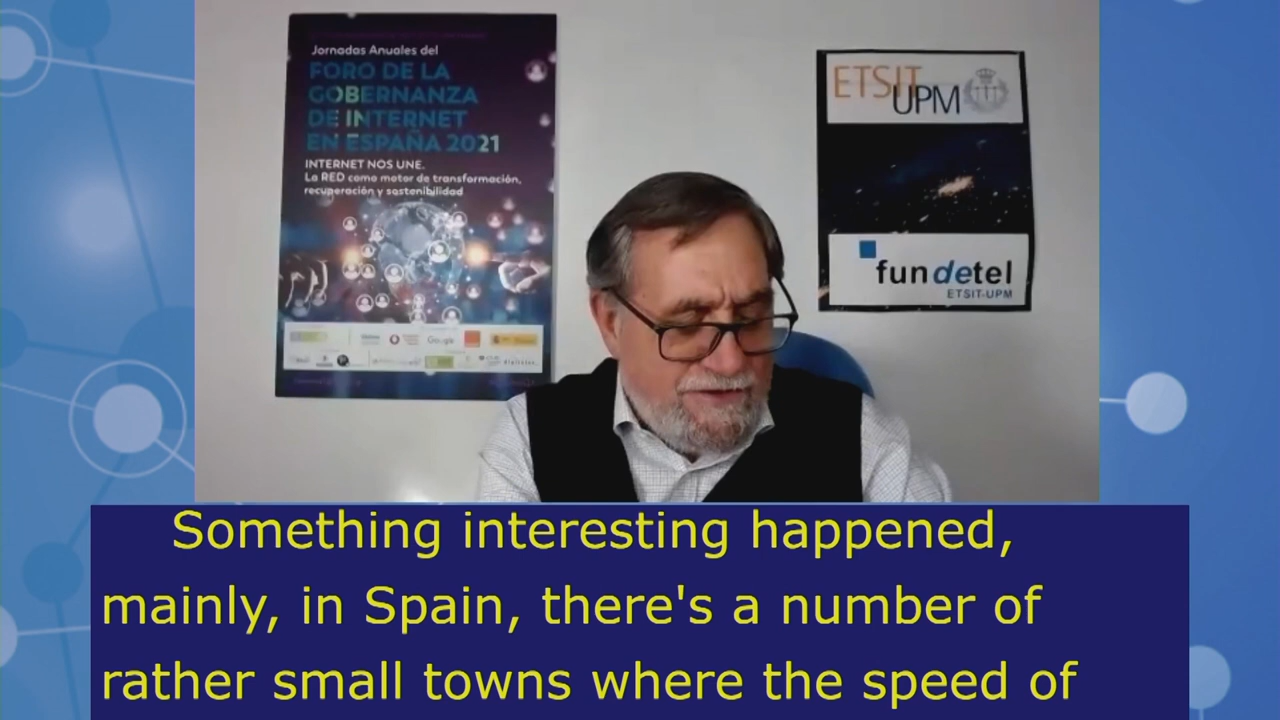 Jornadas Anuales del
FORO DE LA
GOBERNANZA
DE INTERNET
EN ESPAÑA 2021
INTERNET NOS UNE.
La RED como motor de transformación,
recuperación y sostenibilidad
Google
ETSIT
UPM
fundetel
ETSIT-UPM
Something interesting happened,
mainly, in Spain, there's a number of
rather small towns where the speed of